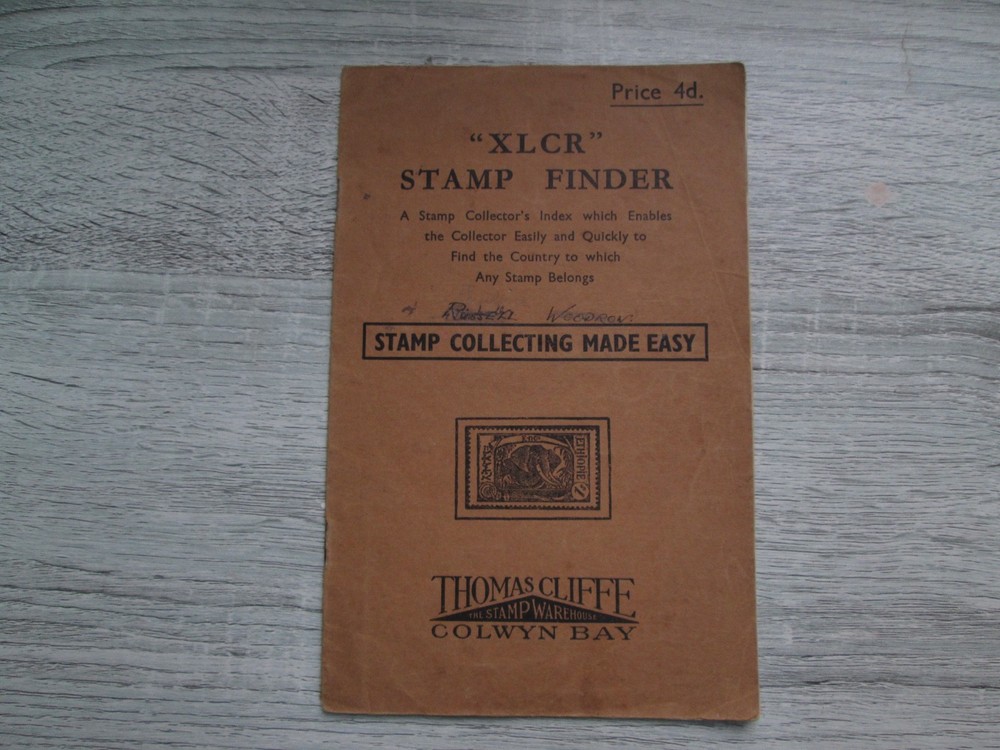 Price 4d.
"XLCR"
STAMP FINDER
A Stamp Collector's Index which Enables
the Collector Easily and Quickly to
Find the Country to which
Any Stamp Belongs
STAMP COLLECTING MADE EASY
ETHIOPIE
THOMAS CLIFFE
THE STAMP WAREHOUSE
COLWYN BAY